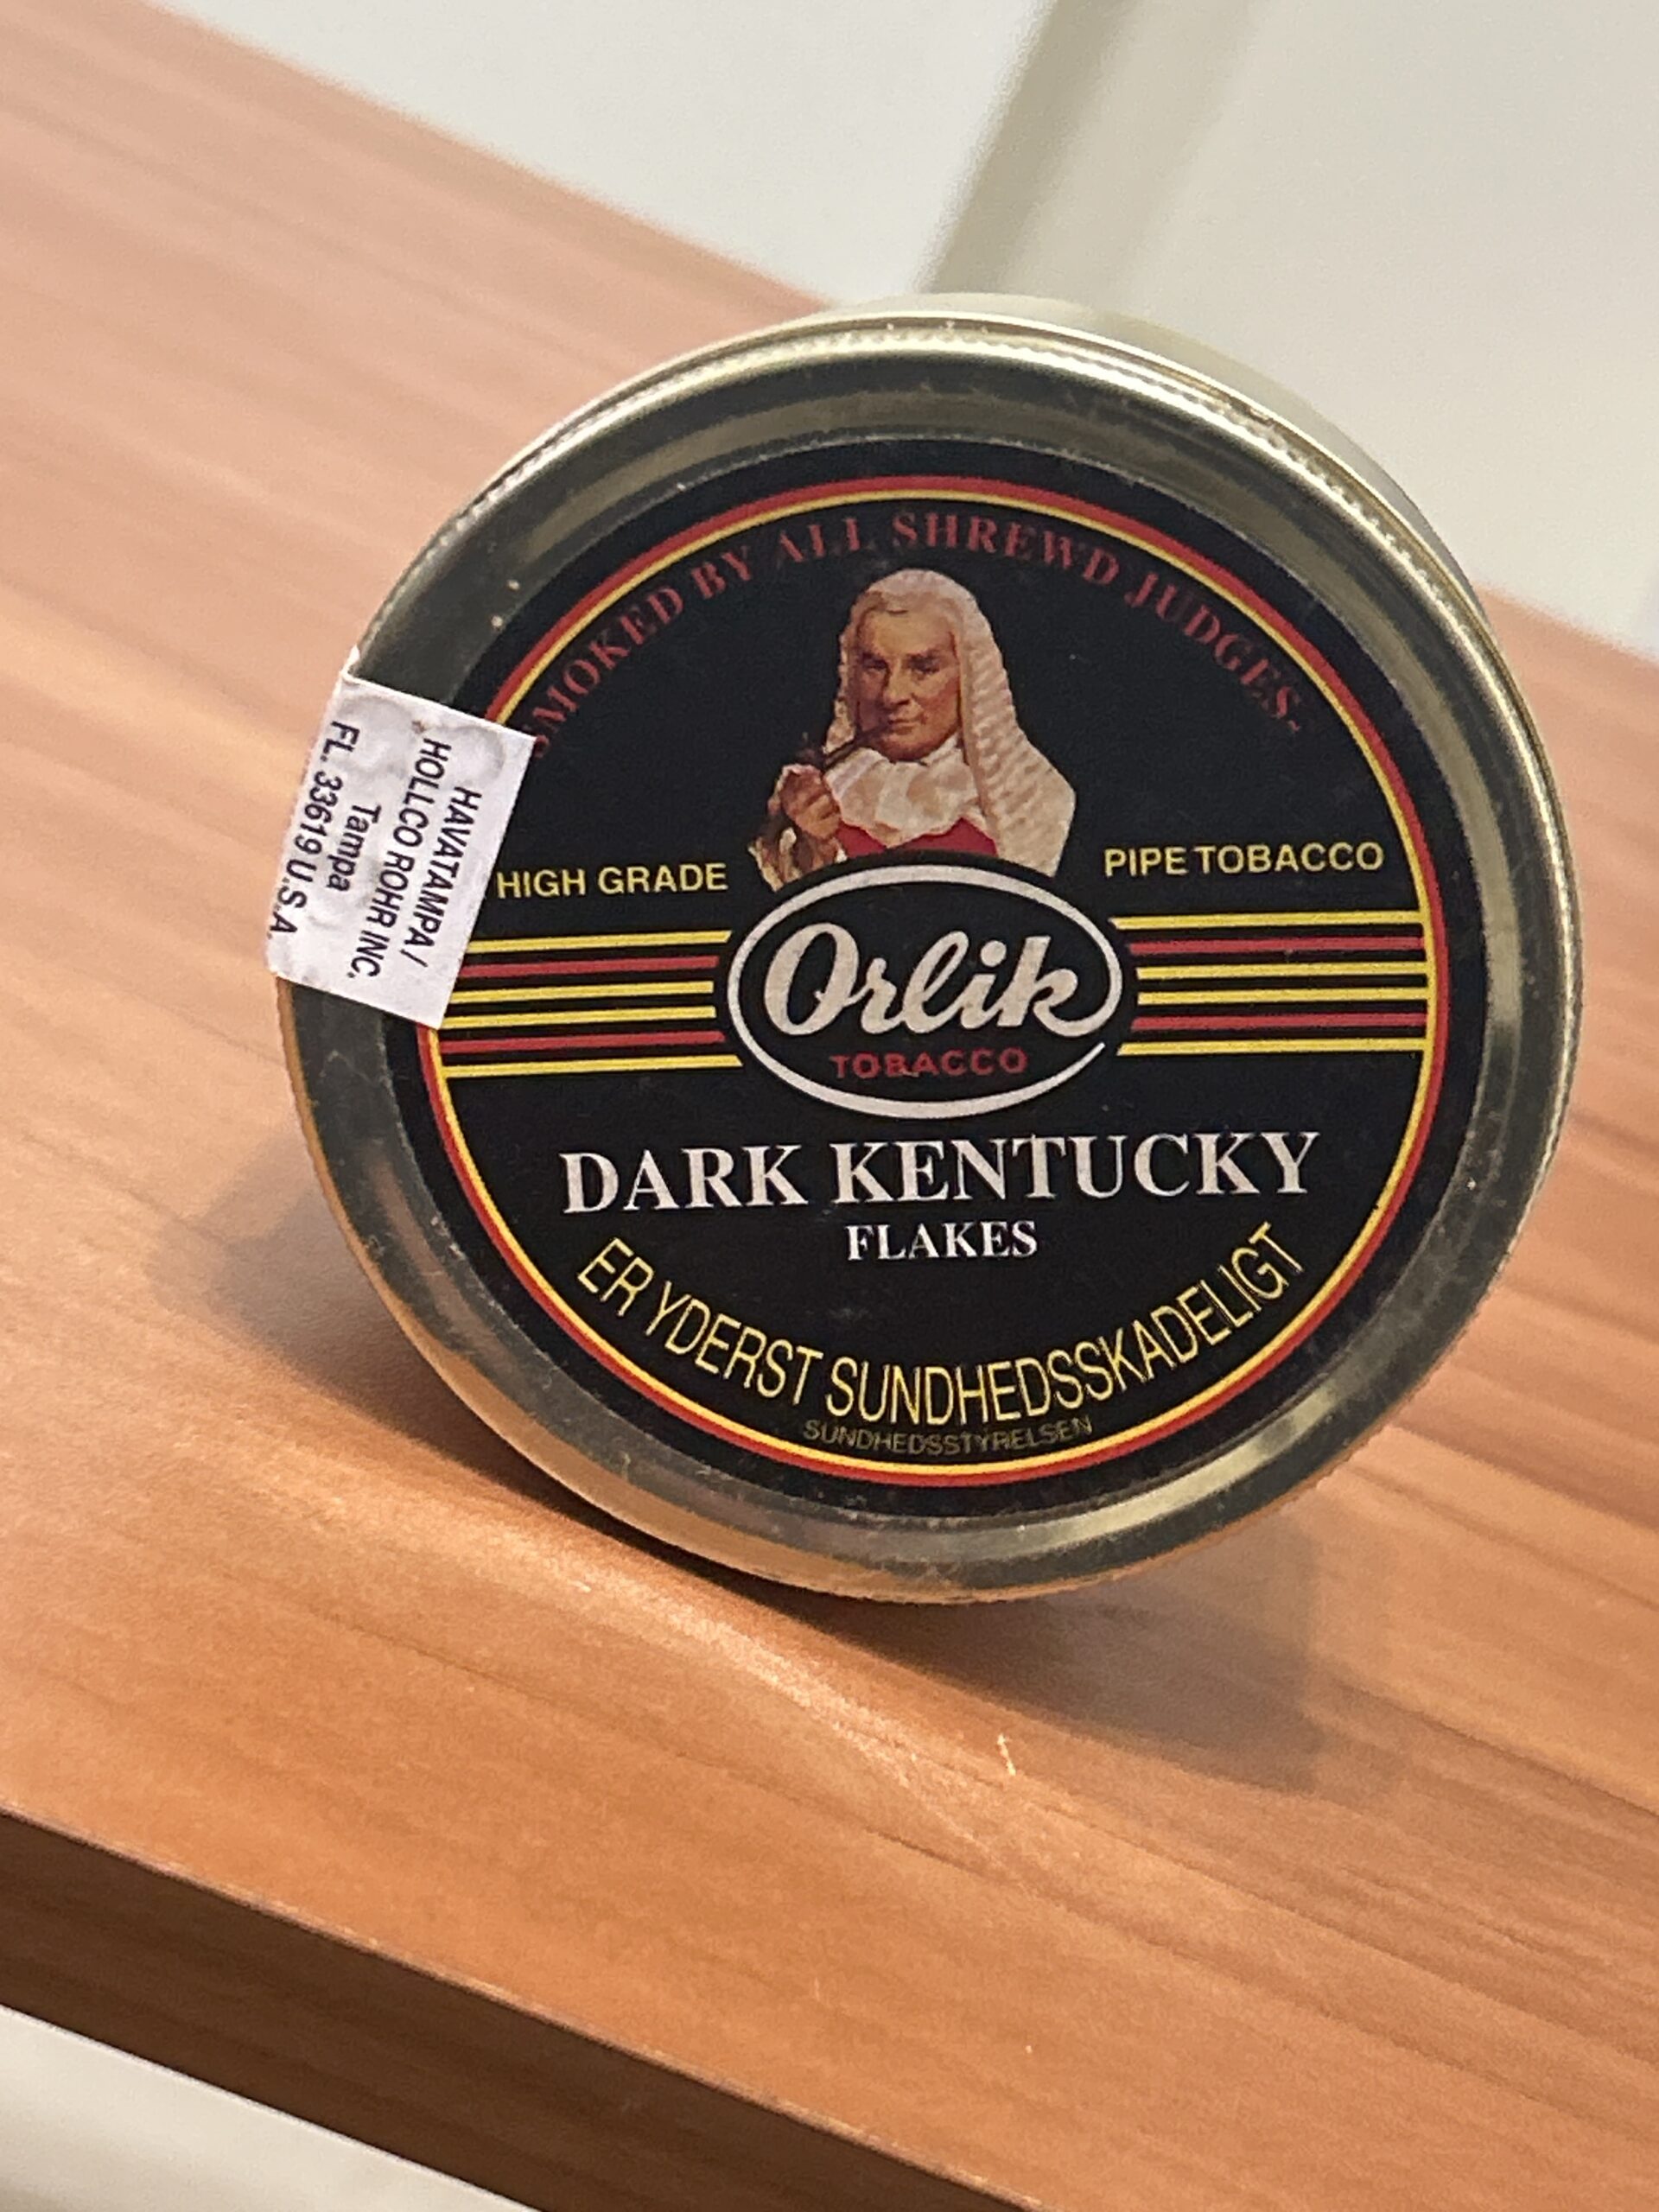 SMOKED BY ALL SHREWD JUDGES~
HIGH GRADE
PIPE TOBACCO
Orlik
TOBACCO
DARK KENTUCKY
FLAKES
ER YDERST SUNDHEDSSKADELIGT
SUNDHEDSSTYRELSEN
HAVATAMPA /
HOLLCO ROHR INC.
Tampa
FL. 33619 U.S.A.